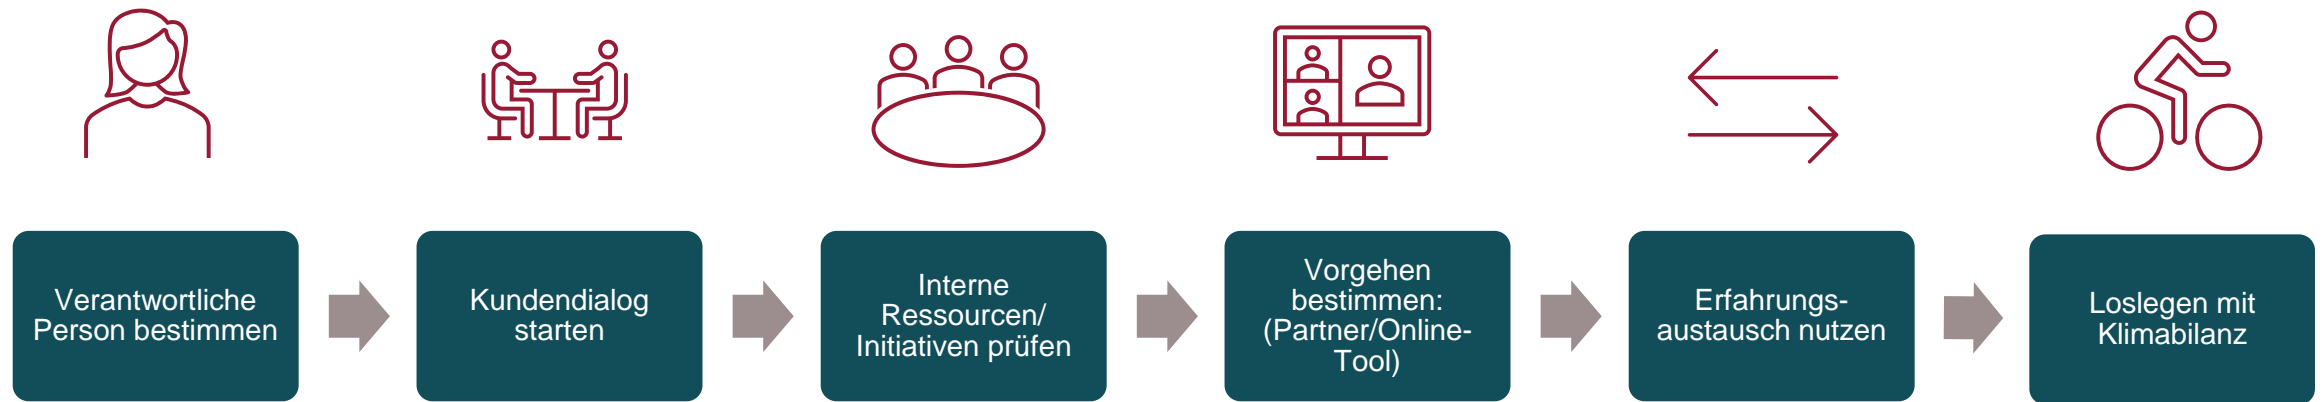 Verantwortliche
Person bestimmen
Kundendialog
starten
Interne
Ressourcen/
Initiativen prüfen
Vorgehen
bestimmen:
(Partner/Online-
Tool)
Erfahrungs-
austausch nutzen
Loslegen mit
Klimabilanz